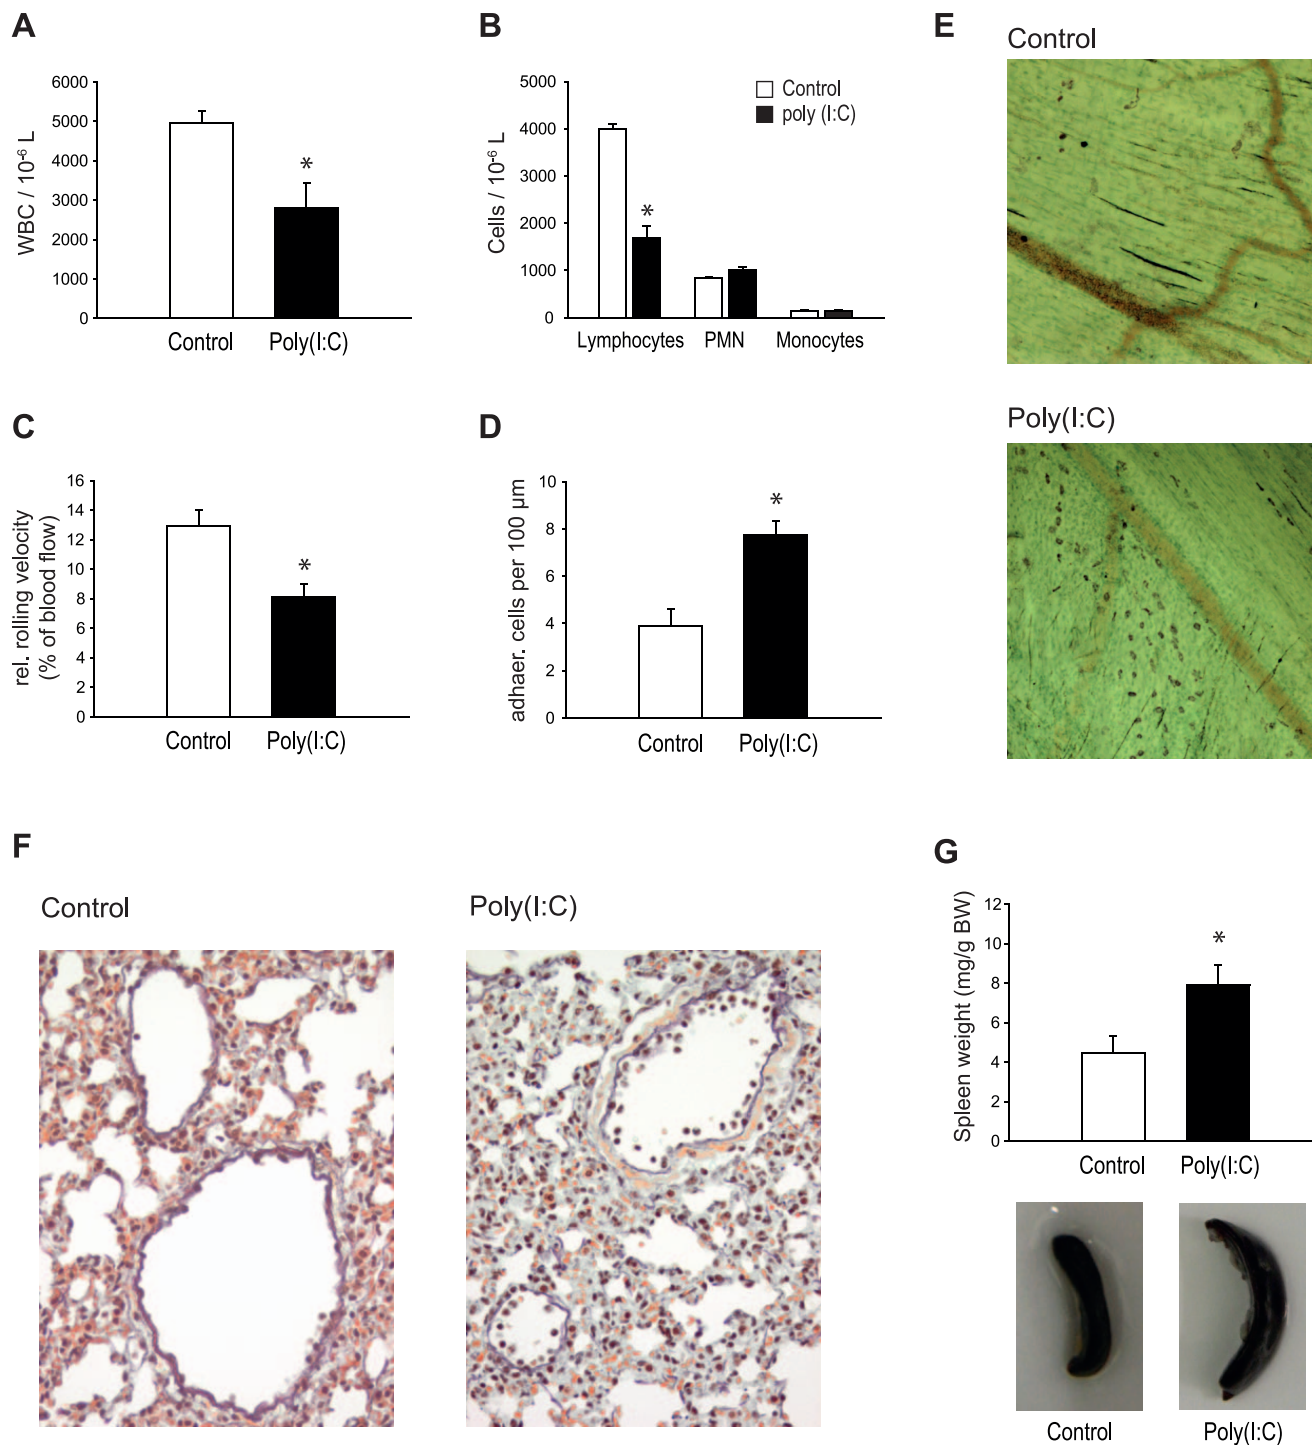 A
WBC / 10⁻⁶ L
6000
5000
4000
3000
2000
1000
0
*
Control
Poly(I:C)
B
Cells / 10⁻⁶ L
5000
4000
3000
2000
1000
0
Control
poly (I:C)
*
Lymphocytes
PMN
Monocytes
C
rel. rolling velocity
(% of blood flow)
16
14
12
10
8
6
4
2
0
*
Control
Poly(I:C)
D
adhaer. cells per 100 µm
10
8
6
4
2
0
*
Control
Poly(I:C)
E
Control
Poly(I:C)
F
Control
Poly(I:C)
G
Spleen weight (mg/g BW)
12
10
8
6
4
2
0
*
Control
Poly(I:C)
Control
Poly(I:C)